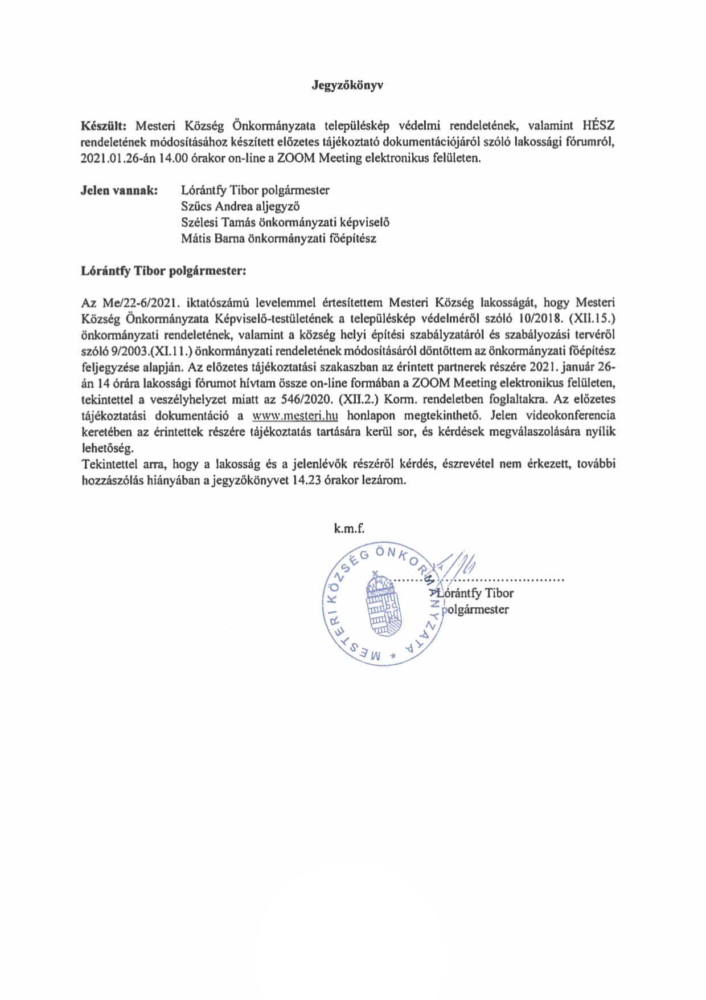 Jegyzőkönyv
Készült: Mesteri Község Önkormányzata településkép védelmi rendeletének, valamint HÉSZ
rendeletének módosításához készített előzetes tájékoztató dokumentációjáról szóló lakossági fórumról,
2021.01.26-án 14.00 órakor on-line a ZOOM Meeting elektronikus felületen.
Jelen vannak: Lórántfy Tibor polgármester
Szűcs Andrea aljegyző
Szélesi Tamás önkormányzati képviselő
Mátis Barna önkormányzati főépítész
Lórántfy Tibor polgármester:
Az Me/22-6/2021. iktatószámú levelemmel értesítettem Mesteri Község lakosságát, hogy Mesteri
Község Önkormányzata Képviselő-testületének a településkép védelméről szóló 10/2018. (XII.15.)
önkormányzati rendeletének, valamint a község helyi építési szabályzatáról és szabályozási tervéről
szóló 9/2003.(XI.11.) önkormányzati rendeletének módosításáról döntöttem az önkormányzati főépítész
feljegyzése alapján. Az előzetes tájékoztatási szakaszban az érintett partnerek részére 2021. január 26-
án 14 órára lakossági fórumot hívtam össze on-line formában a ZOOM Meeting elektronikus felületen,
tekintettel a veszélyhelyzet miatt az 546/2020. (XII.2.) Korm. rendeletben foglaltakra. Az előzetes
tájékoztatási dokumentáció a www.mesteri.hu honlapon megtekinthető. Jelen videokonferencia
keretében az érintettek részére tájékoztatás tartására kerül sor, és kérdések megválaszolására nyílik
lehetőség.
Tekintettel arra, hogy a lakosság és a jelenlévők részéről kérdés, észrevétel nem érkezett, további
hozzászólás hiányában a jegyzőkönyvet 14.23 órakor lezárom.
k.m.f.
MESTERI KÖZSÉG ÖNKORMÁNYZATA *
Lórántfy Tibor
polgármester